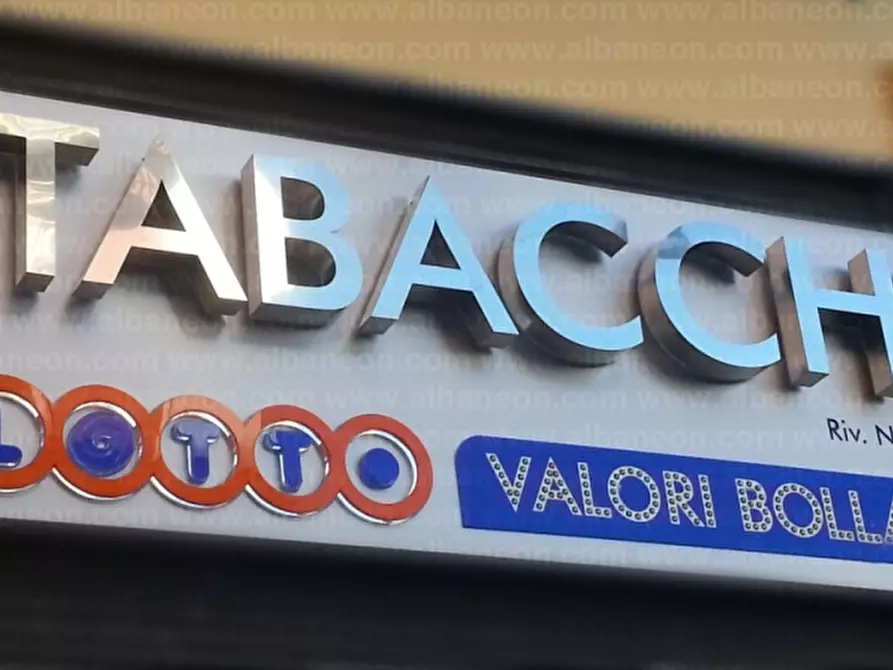 TABACCH
LOTTO
Riv. N
VALORI BOLLA
www.albaneon.com